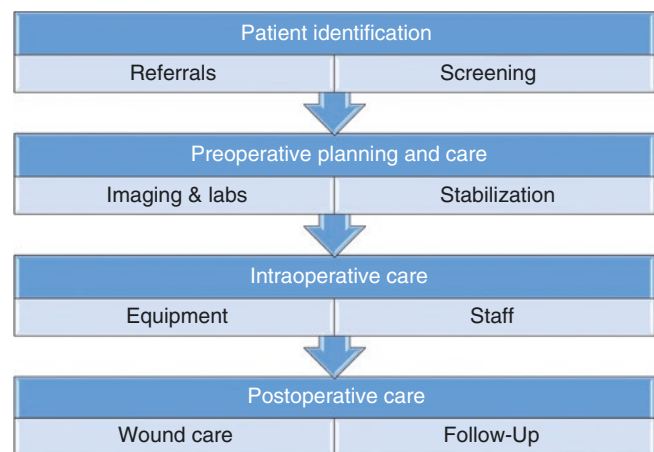 Patient identification
Referrals Screening
Preoperative planning and care
Imaging & labs Stabilization
Intraoperative care
Equipment Staff
Postoperative care
Wound care Follow-Up